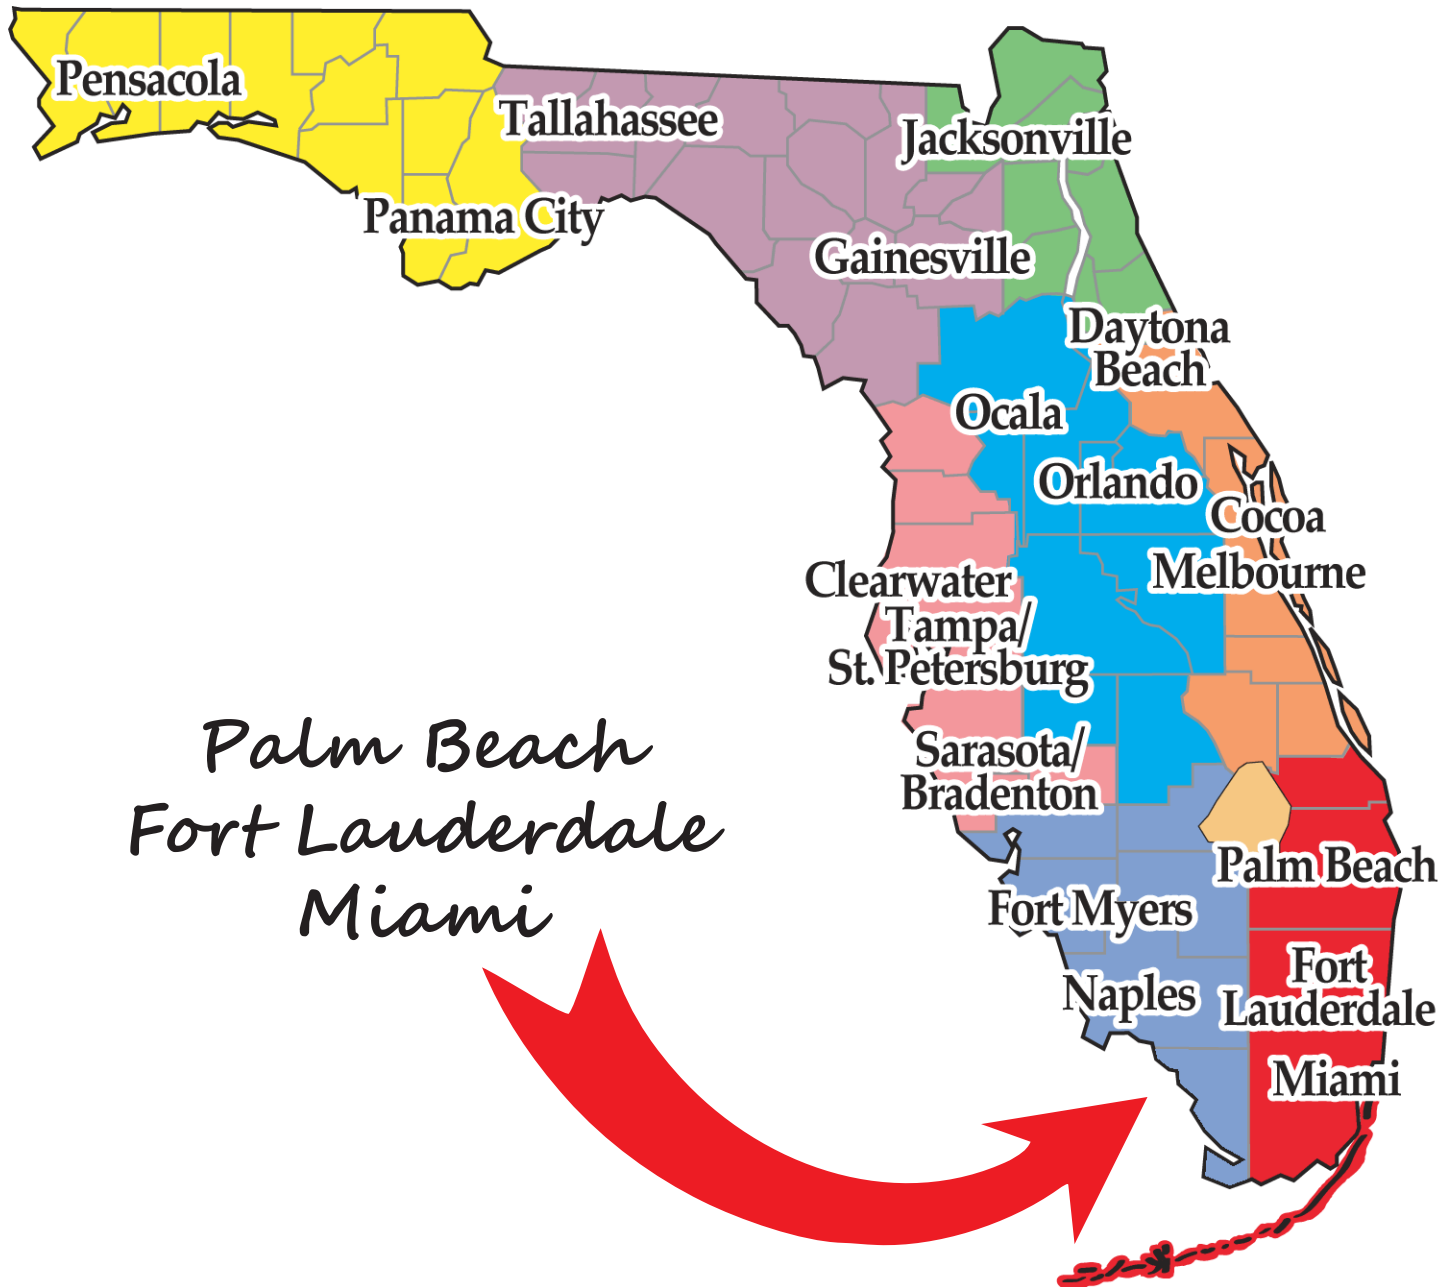 Pensacola
Tallahassee
Jacksonville
Panama City
Gainesville
Daytona
Beach
Ocala
Orlando
Cocoa
Melbourne
Clearwater
Tampa/
St. Petersburg
Sarasota/
Bradenton
Palm Beach
Fort Lauderdale
Miami
Palm Beach
Fort Myers
Fort
Lauderdale
Naples
Miami